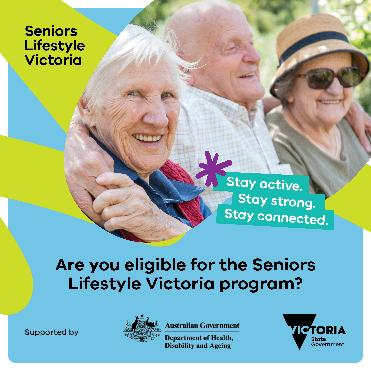 Seniors
Lifestyle
Victoria
Stay active.
Stay strong.
Stay connected.
Are you eligible for the Seniors
Lifestyle Victoria program?
Supported by
Australian Government
Department of Health,
Disability and Ageing
VICTORIA
State
Government